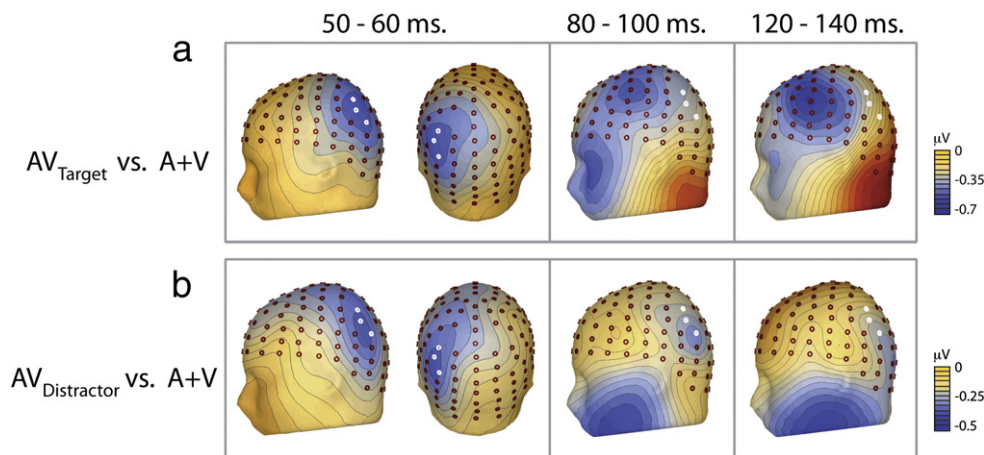 50 - 60 ms.
80 - 100 ms.
120 - 140 ms.
a
AVTarget vs. A+V
µV
0
-0.35
-0.7
b
AVDistractor vs. A+V
µV
0
-0.25
-0.5